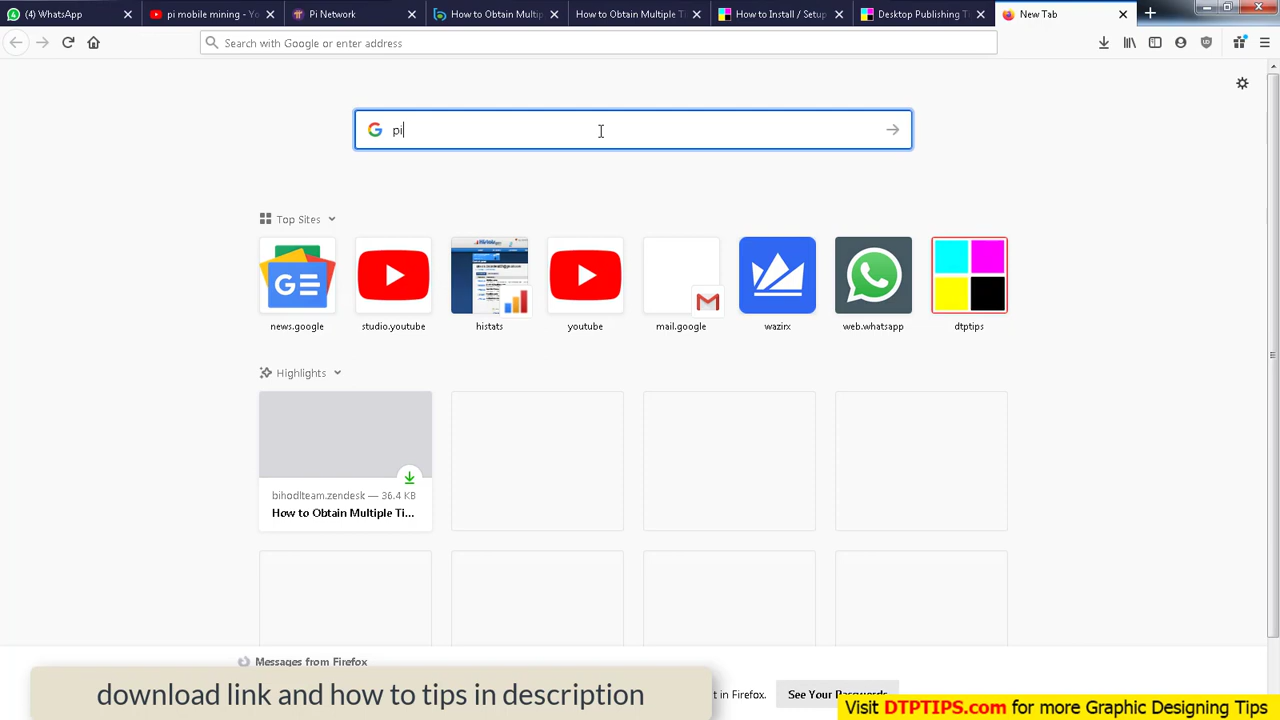 (4) WhatsApp
pi mobile mining - Yo
Pi Network
How to Obtain Multip
How to Obtain Multiple Ti
How to Install / Setup
Desktop Publishing Ti
New Tab
Search with Google or enter address
pi
Top Sites
news.google
studio.youtube
histats
youtube
mail.google
wazirx
web.whatsapp
dtptips
Highlights
bihodlteam.zendesk — 36.4 KB
How to Obtain Multiple Ti...
Messages from Firefox
t in Firefox.
See Your Passwords
download link and how to tips in description
Visit DTPTIPS.com for more Graphic Designing Tips